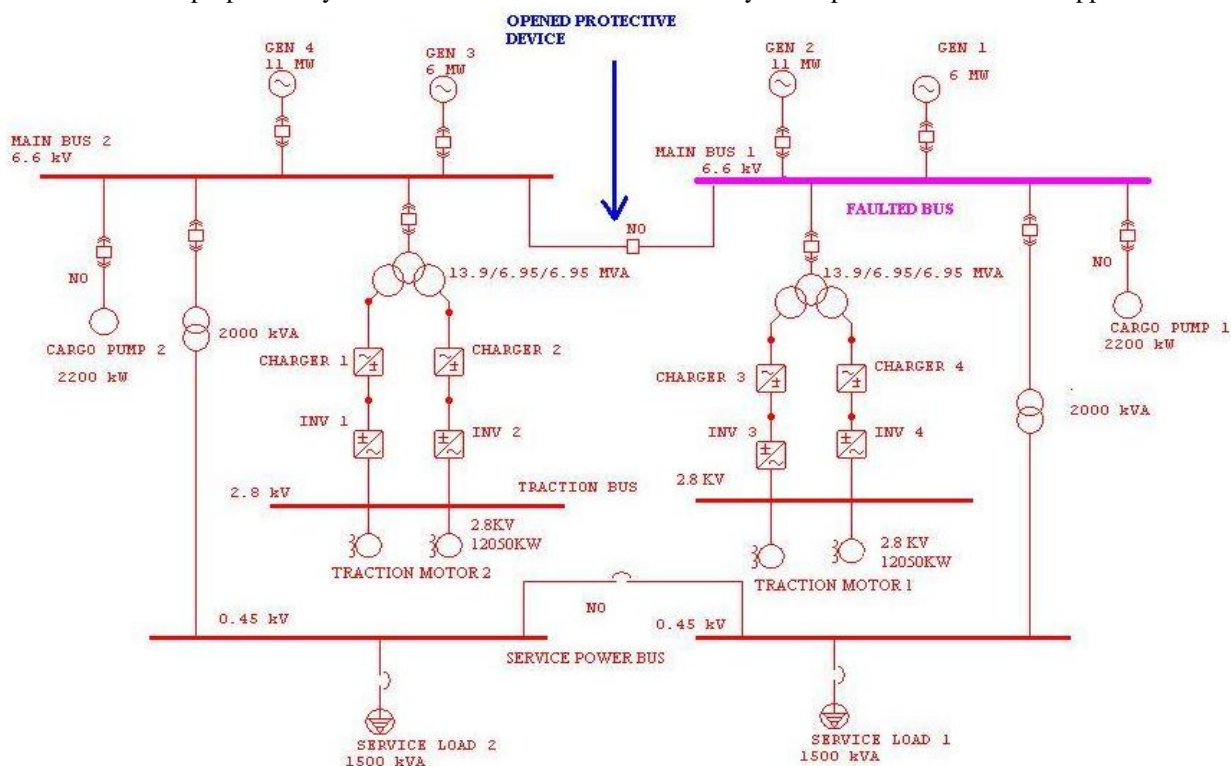 OPENED PROTECTIVE
DEVICE
GEN 4
11 MW
GEN 3
6 MW
GEN 2
11 MW
GEN 1
6 MW
MAIN BUS 2
6.6 kV
MAIN BUS 1
6.6 kV
FAULTED BUS
NO
NO
NO
13.9/6.95/6.95 MVA
13.9/6.95/6.95 MVA
CARGO PUMP 2
2200 kW
2000 kVA
CARGO PUMP 1
2200 kW
CHARGER 1
CHARGER 2
CHARGER 3
CHARGER 4
2000 kVA
INV 1
INV 2
INV 3
INV 4
2.8 kV
TRACTION BUS
2.8 KV
2.8KV
12050KW
TRACTION MOTOR 2
2.8 KV
12050KW
TRACTION MOTOR 1
NO
0.45 kV
0.45 kV
SERVICE POWER BUS
SERVICE LOAD 2
1500 kVA
SERVICE LOAD 1
1500 kVA